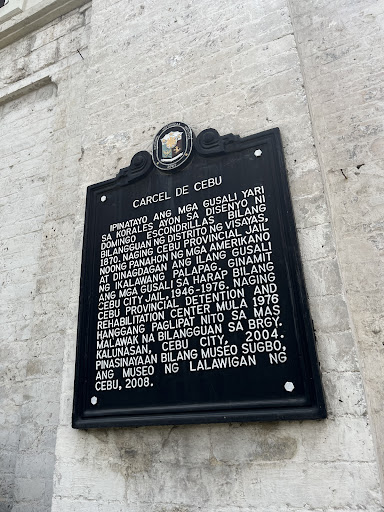 CARCEL DE CEBU
IPINATAYO ANG MGA GUSALI YARI
SA KORALES AYON SA DISENYO NI
DOMINGO ESCONDRILLAS BILANG
BILANGGUAN NG DISTRITO NG VISAYAS,
1870. NAGING CEBU PROVINCIAL JAIL
NOONG PANAHON NG MGA AMERIKANO
AT DINAGDAGAN ANG ILANG GUSALI
NG IKALAWANG PALAPAG. GINAMIT
ANG MGA GUSALI SA HARAP BILANG
CEBU CITY JAIL, 1946-1976. NAGING
CEBU PROVINCIAL DETENTION AND
REHABILITATION CENTER MULA 1976
HANGGANG PAGLIPAT NITO SA MAS
MALAWAK NA BILANGGUAN SA BRGY.
KALUNASAN, CEBU CITY, 2004.
PINASINAYAAN BILANG MUSEO SUGBO,
ANG MUSEO NG LALAWIGAN NG
CEBU, 2008.